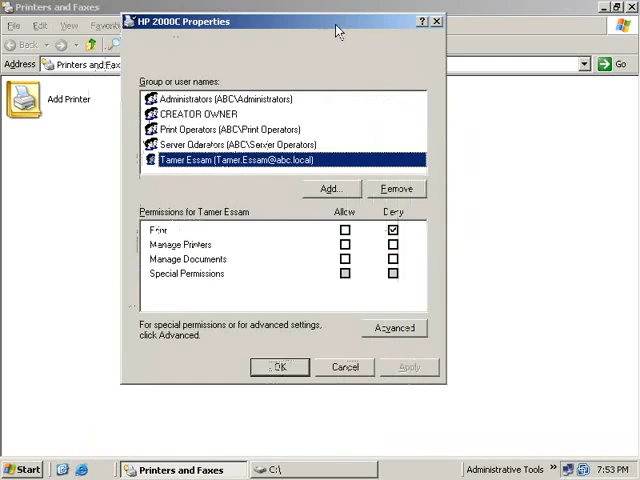 Printers and Faxes
HP 2000C Properties
File Edit View Favorites
Back
Address Printers and Fax
Go
Add Printer
Group or user names:
Administrators (ABC\Administrators)
CREATOR OWNER
Print Operators (ABC\Print Operators)
Server Operators (ABC\Server Operators)
Tamer Essam (Tamer.Essam@abc.local)
Add... Remove
Permissions for Tamer Essam Allow Deny
Print
Manage Printers
Manage Documents
Special Permissions
For special permissions or for advanced settings,
click Advanced.
Advanced
OK Cancel Apply
Start Printers and Faxes C:\ Administrative Tools » 7:53 PM